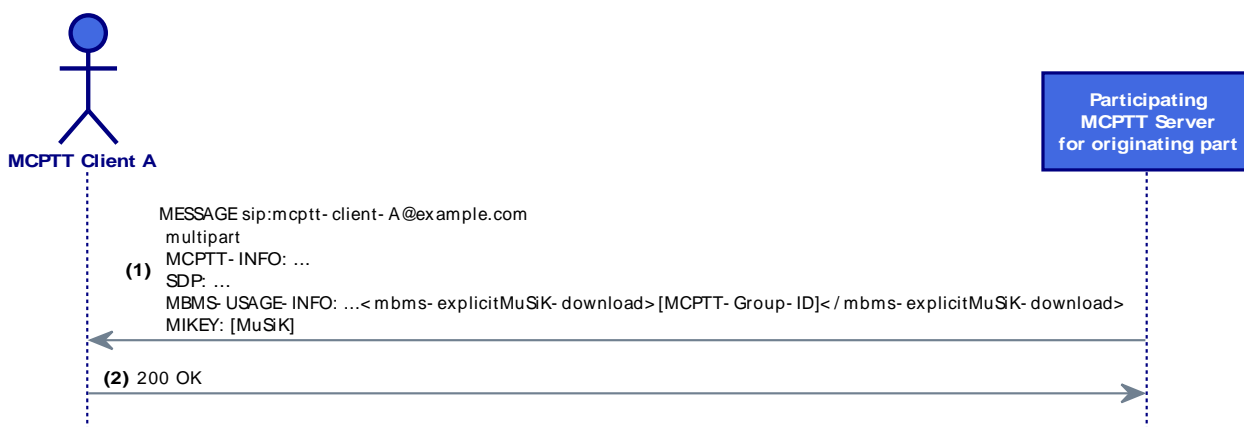 Participating
MCPTT Server
for originating part
MCPTT Client A
MESSAGE sip:mcptt-client-A@example.com
multipart
MCPTT-INFO: ...
(1)
SDP: ...
MBMS-USAGE-INFO: ...<mbms-explicitMuSiK-download>[MCPTT-Group-ID]</mbms-explicitMuSiK-download>
MIKEY: [MuSiK]
(2) 200 OK